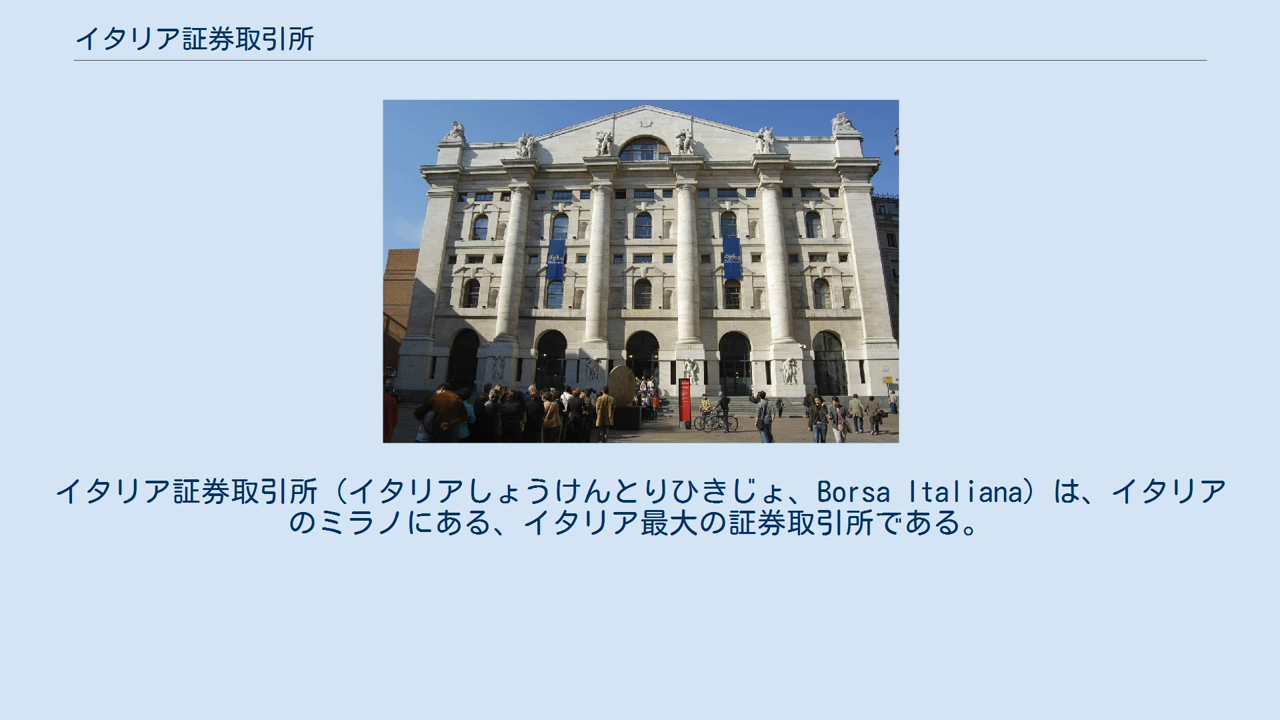 イタリア証券取引所
イタリア証券取引所（イタリアしょうけんとりひきじょ、Borsa Italiana）は、イタリア
のミラノにある、イタリア最大の証券取引所である。